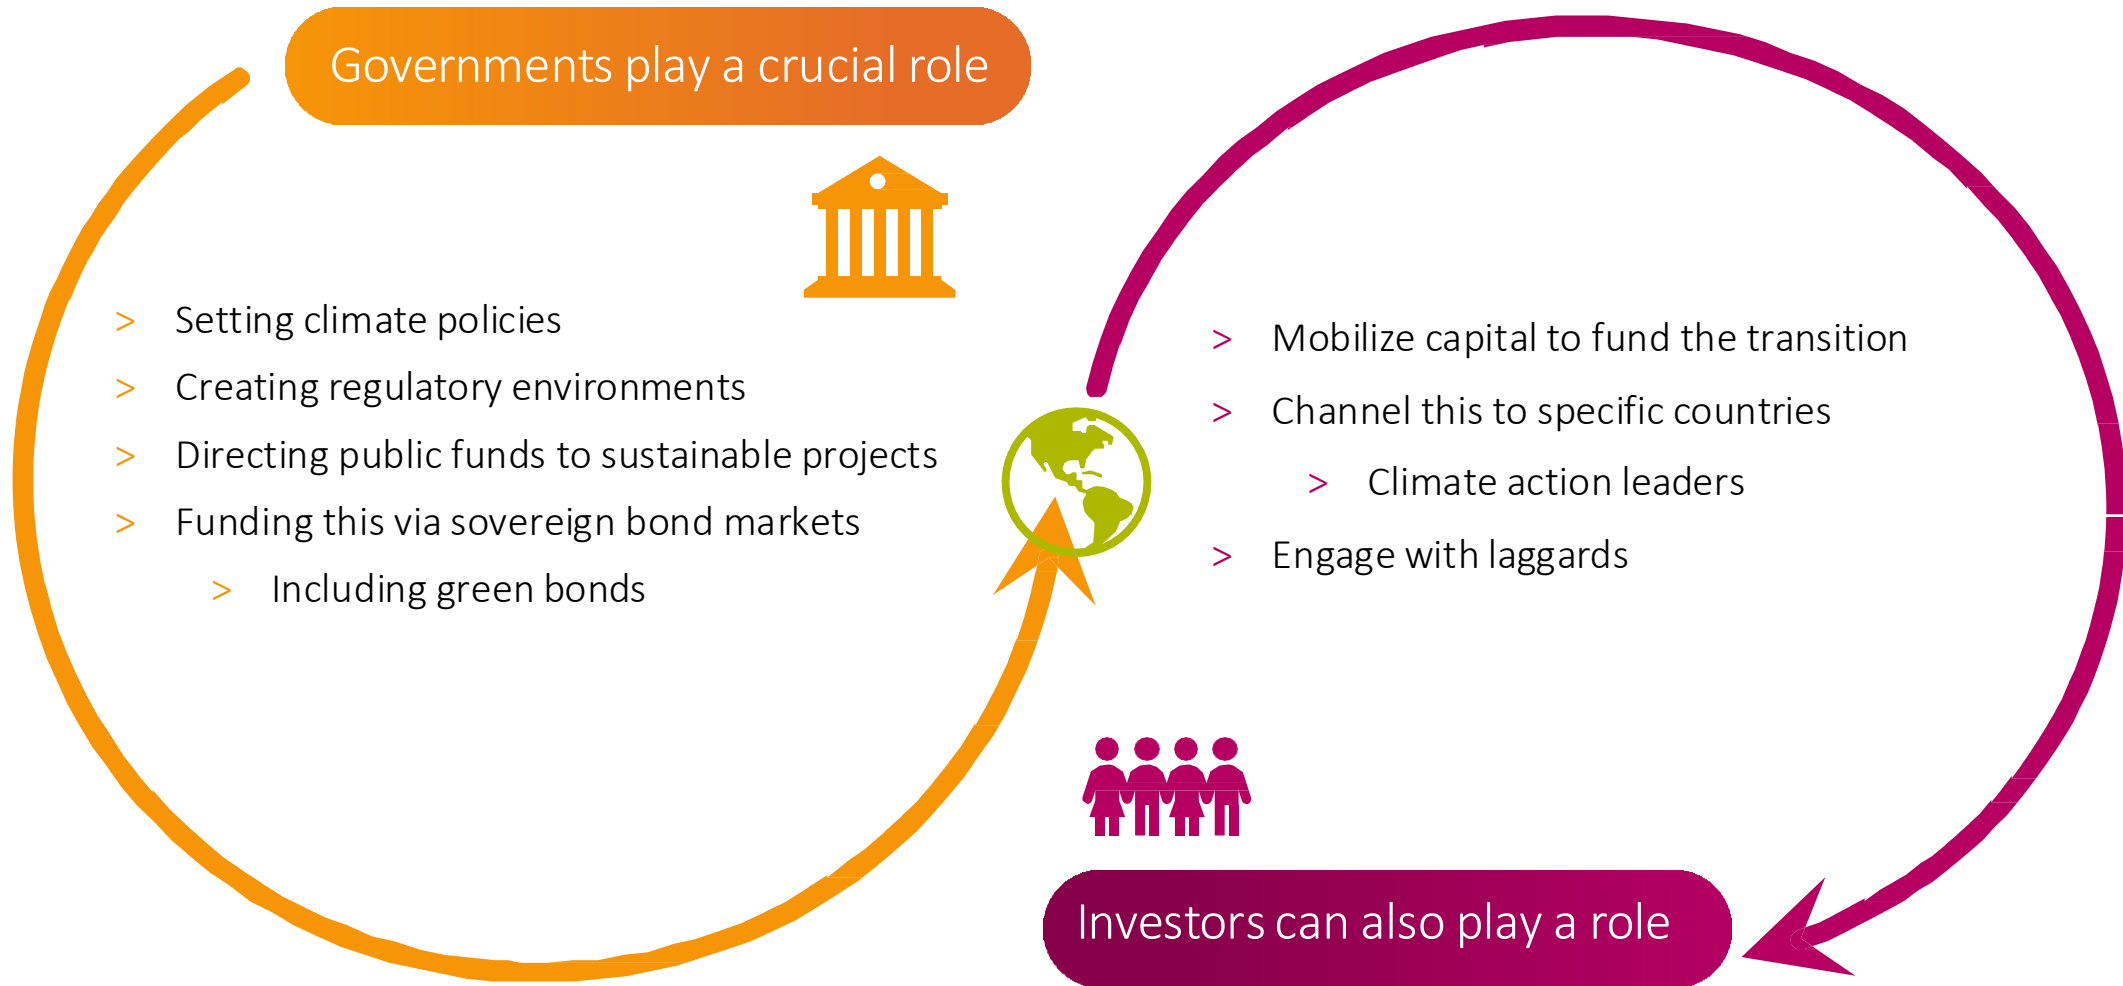 Governments play a crucial role
> Setting climate policies
> Creating regulatory environments
> Directing public funds to sustainable projects
> Funding this via sovereign bond markets
> Including green bonds
> Mobilize capital to fund the transition
> Channel this to specific countries
> Climate action leaders
> Engage with laggards
Investors can also play a role